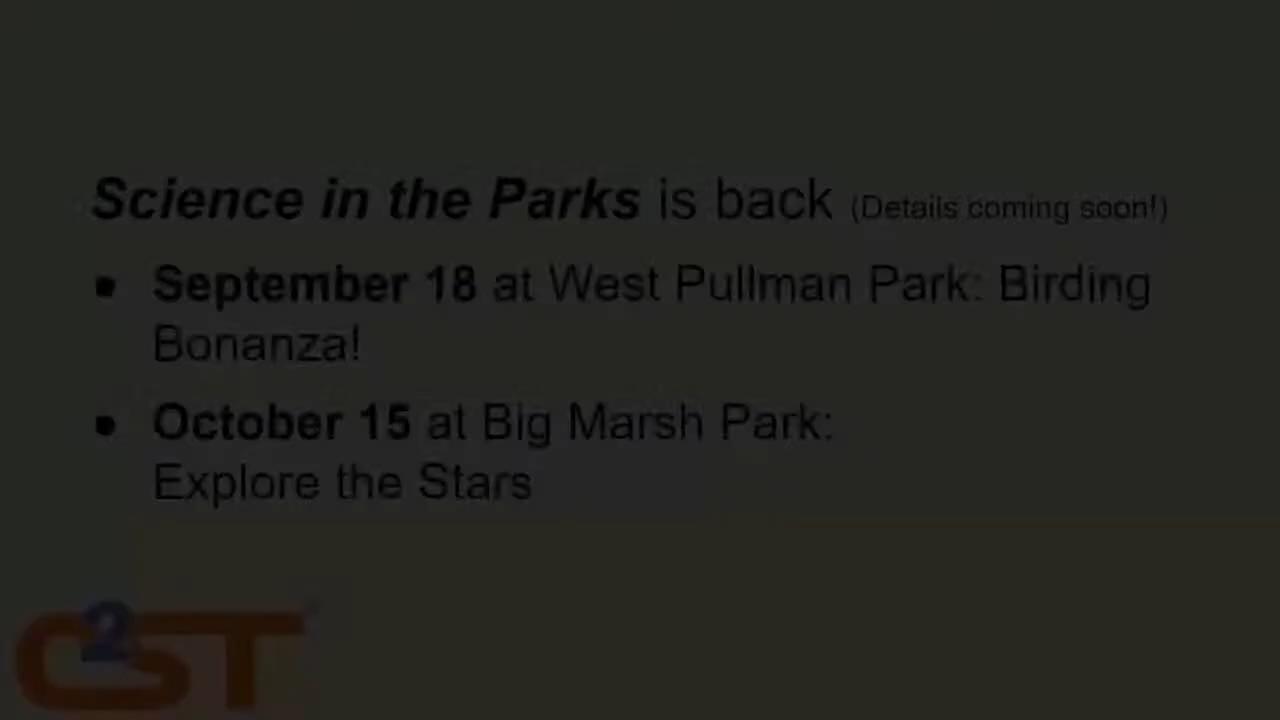 Science in the Parks is back (Details coming soon!)
• September 18 at West Pullman Park: Birding
Bonanza!
• October 15 at Big Marsh Park:
Explore the Stars
C2ST